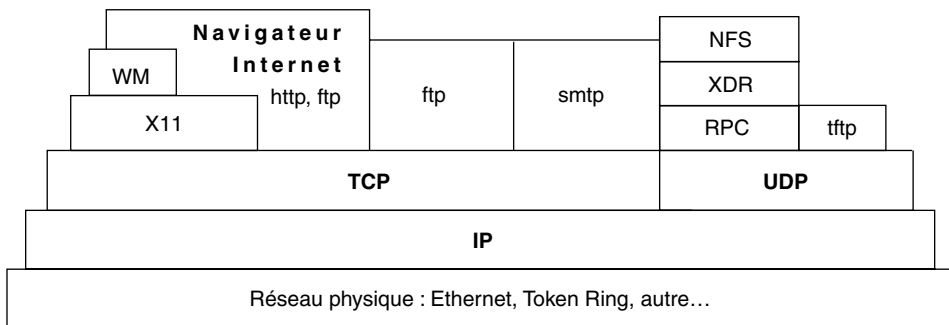 Navigateur
Internet
http, ftp
WM
X11
ftp
smtp
NFS
XDR
RPC
tftp
TCP
UDP
IP
Réseau physique : Ethernet, Token Ring, autre…